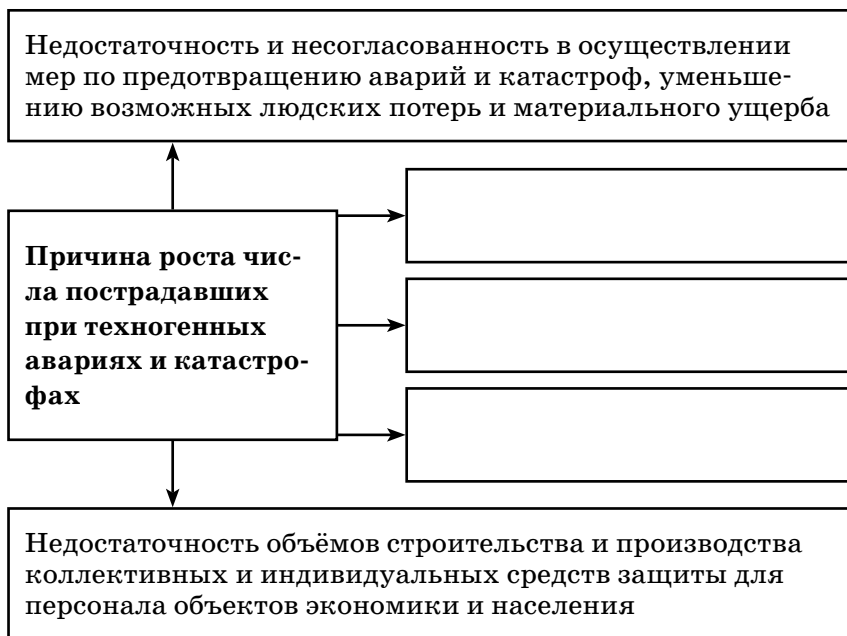 Недостаточность и несогласованность в осуществлении
мер по предотвращению аварий и катастроф, уменьше-
нию возможных людских потерь и материального ущерба
Причина роста чис-
ла пострадавших
при техногенных
авариях и катастро-
фах
Недостаточность объёмов строительства и производства
коллективных и индивидуальных средств защиты для
персонала объектов экономики и населения